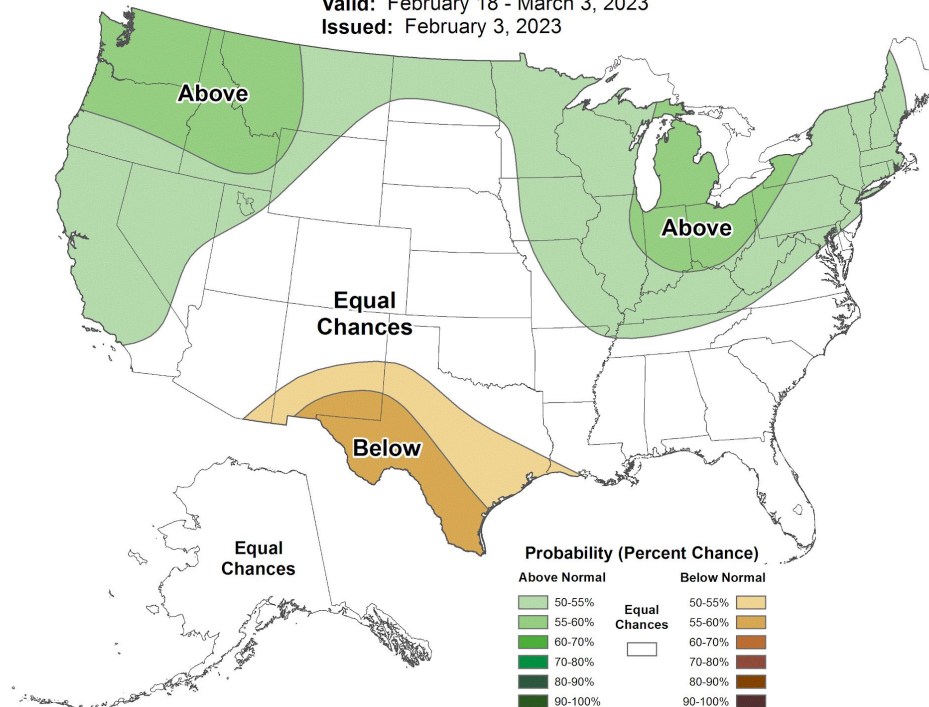 Valid: February 18 - March 3, 2023
Issued: February 3, 2023
Above
Above
Equal
Chances
Below
Equal
Chances
Probability (Percent Chance)
Above Normal
Below Normal
50-55%
55-60%
60-70%
70-80%
80-90%
90-100%
Equal
Chances
50-55%
55-60%
60-70%
70-80%
80-90%
90-100%